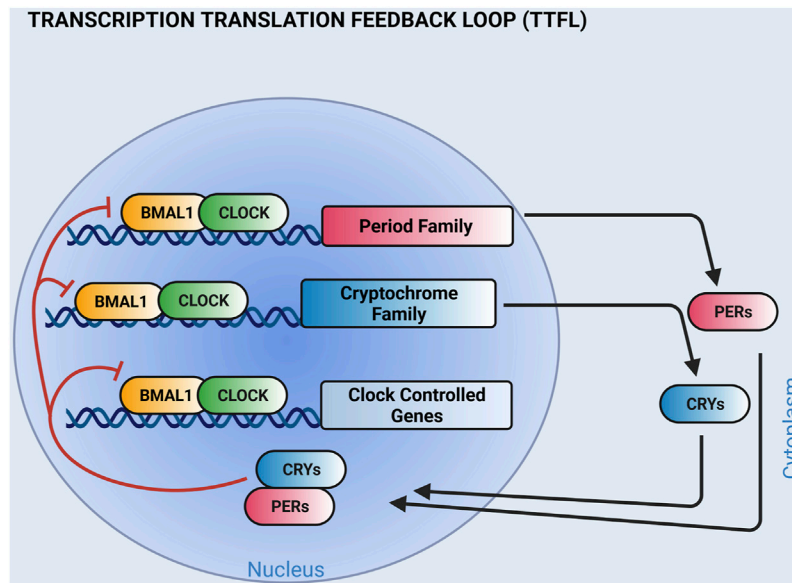 TRANSCRIPTION TRANSLATION FEEDBACK LOOP (TTFL)
BMAL1 CLOCK
Period Family
BMAL1 CLOCK
Cryptochrome
Family
PERs
BMAL1 CLOCK
Clock Controlled
Genes
CRYs
Cytoplasm
CRYs
PERs
Nucleus